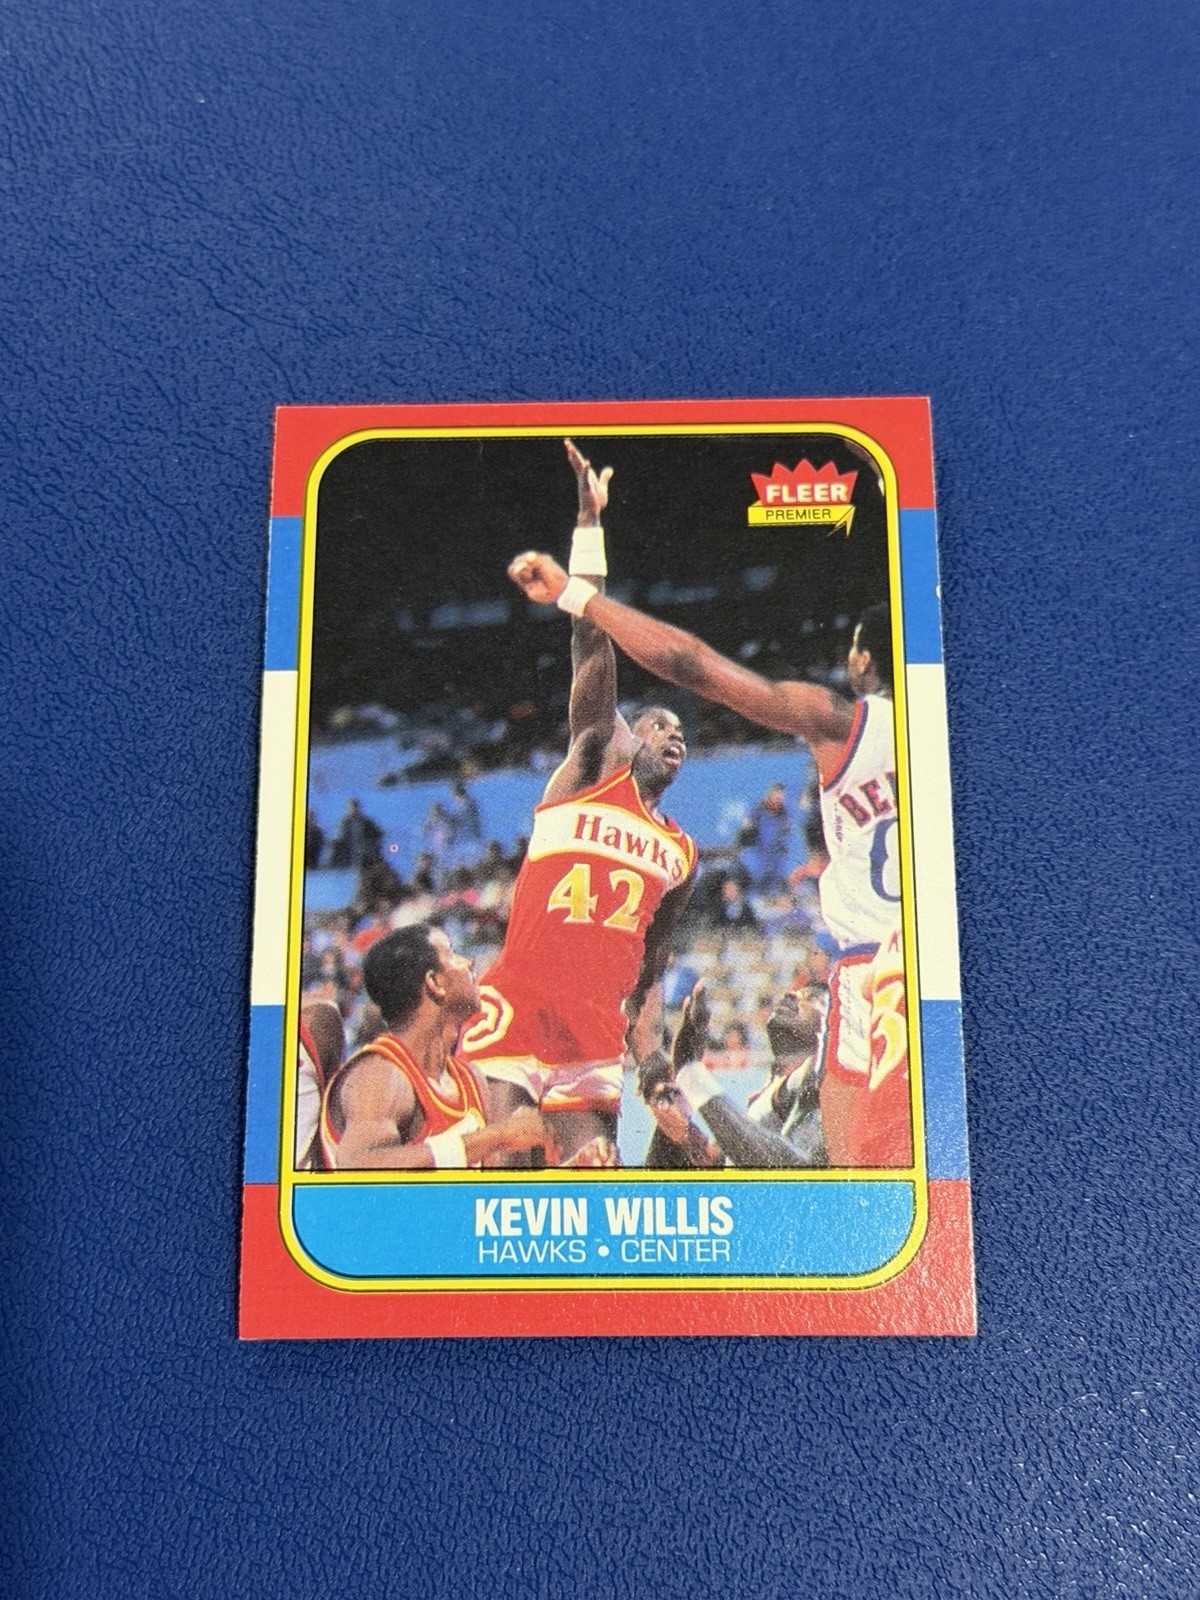 FLEER
PREMIER
Hawks
42
KEVIN WILLIS
HAWKS • CENTER